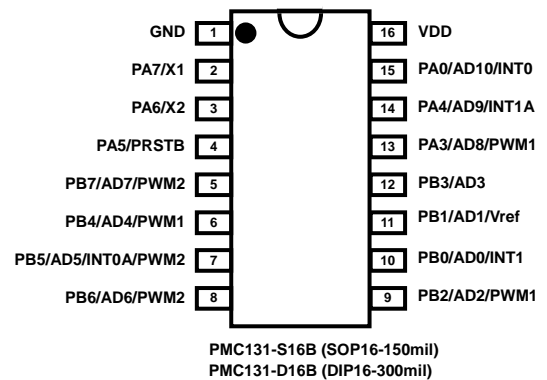 GND 1 16 VDD
PA7/X1 2 15 PA0/AD10/INT0
PA6/X2 3 14 PA4/AD9/INT1A
PA5/PRSTB 4 13 PA3/AD8/PWM1
PB7/AD7/PWM2 5 12 PB3/AD3
PB4/AD4/PWM1 6 11 PB1/AD1/Vref
PB5/AD5/INT0A/PWM2 7 10 PB0/AD0/INT1
PB6/AD6/PWM2 8 9 PB2/AD2/PWM1
PMC131-S16B (SOP16-150mil)
PMC131-D16B (DIP16-300mil)